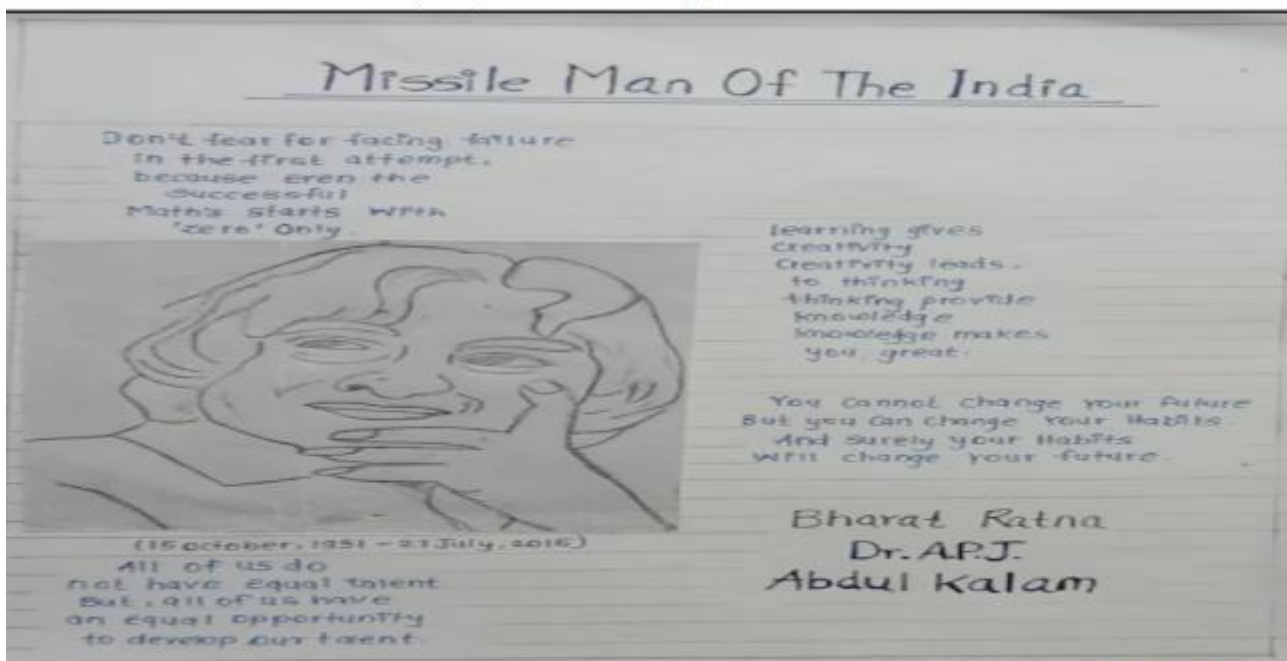 Missile Man Of The India
Don't fear for facing failure
in the first attempt.
because even the
successful
Maths starts with
'zero' Only.
learning gives
creativity
Creativity leads.
to thinking
thinking provide
knowledge
knowledge makes
you, great.
You cannot change your future
But you can change your Habits.
And surely your Habits
Will change your future.
Bharat Ratna
Dr. A.P.J.
Abdul Kalam
(15 october, 1931 - 27 July, 2015)
All of us do
not have equal talent
But, all of us have
an equal opportunity
to develop our talent.